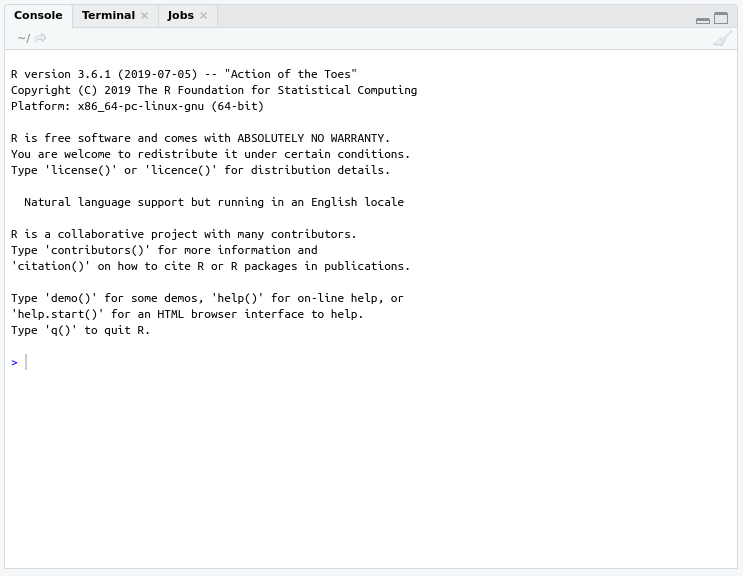 Console Terminal Jobs
~/
R version 3.6.1 (2019-07-05) -- "Action of the Toes"
Copyright (C) 2019 The R Foundation for Statistical Computing
Platform: x86_64-pc-linux-gnu (64-bit)
R is free software and comes with ABSOLUTELY NO WARRANTY.
You are welcome to redistribute it under certain conditions.
Type 'license()' or 'licence()' for distribution details.
Natural language support but running in an English locale
R is a collaborative project with many contributors.
Type 'contributors()' for more information and
'citation()' on how to cite R or R packages in publications.
Type 'demo()' for some demos, 'help()' for on-line help, or
'help.start()' for an HTML browser interface to help.
Type 'q()' to quit R.
>